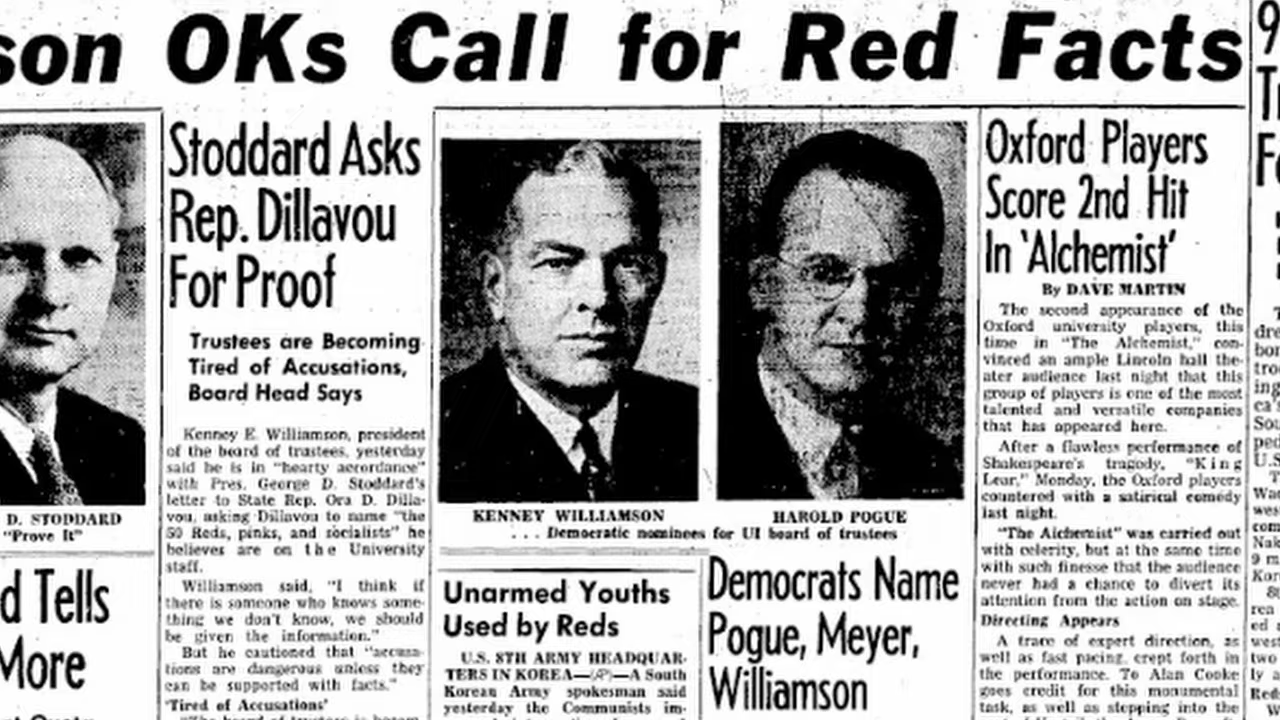 son OKs Call for Red Facts
D. STODDARD
"Prove It"
d Tells
More
Stoddard Asks
Rep. Dillavou
For Proof
Trustees are Becoming
Tired of Accusations,
Board Head Says
Kenney E. Williamson, president
of the board of trustees, yesterday
said he is in "hearty accordance"
with Pres. George D. Stoddard's
letter to State Rep. Ora D. Dilla-
vou, asking Dillavou to name "the
50 Reds, pinks, and socialists" he
believes are on the University
staff.
Williamson said, "I think if
there is someone who knows some-
thing we don't know, we should
be given the information."
But he cautioned that "accusa-
tions are dangerous unless they
can be supported with facts."
'Tired of Accusations'
KENNEY WILLIAMSON
HAROLD POGUE
. . . Democratic nominees for UI board of trustees
Unarmed Youths
Used by Reds
U.S. 8TH ARMY HEADQUAR-
TERS IN KOREA—(AP)—A South
Korean Army spokesman said
yesterday the Communists im-
Democrats Name
Pogue, Meyer,
Williamson
Oxford Players
Score 2nd Hit
In 'Alchemist'
By DAVE MARTIN
The second appearance of the
Oxford university players, this
time in "The Alchemist," con-
vinced an ample Lincoln hall the-
ater audience last night that this
group of players is one of the most
talented and versatile companies
that has appeared here.
After a flawless performance of
Shakespeare's tragedy, "King
Lear," Monday, the Oxford players
countered with a satirical comedy
last night.
"The Alchemist" was carried out
with celerity, but at the same time
with such finesse that the audience
never had a chance to divert its
attention from the action on stage.
Directing Appears
A trace of expert direction, as
well as fast pacing, crept forth in
the performance. To Alan Cooke
goes credit for this monumental
task, as well as stepping into the
9